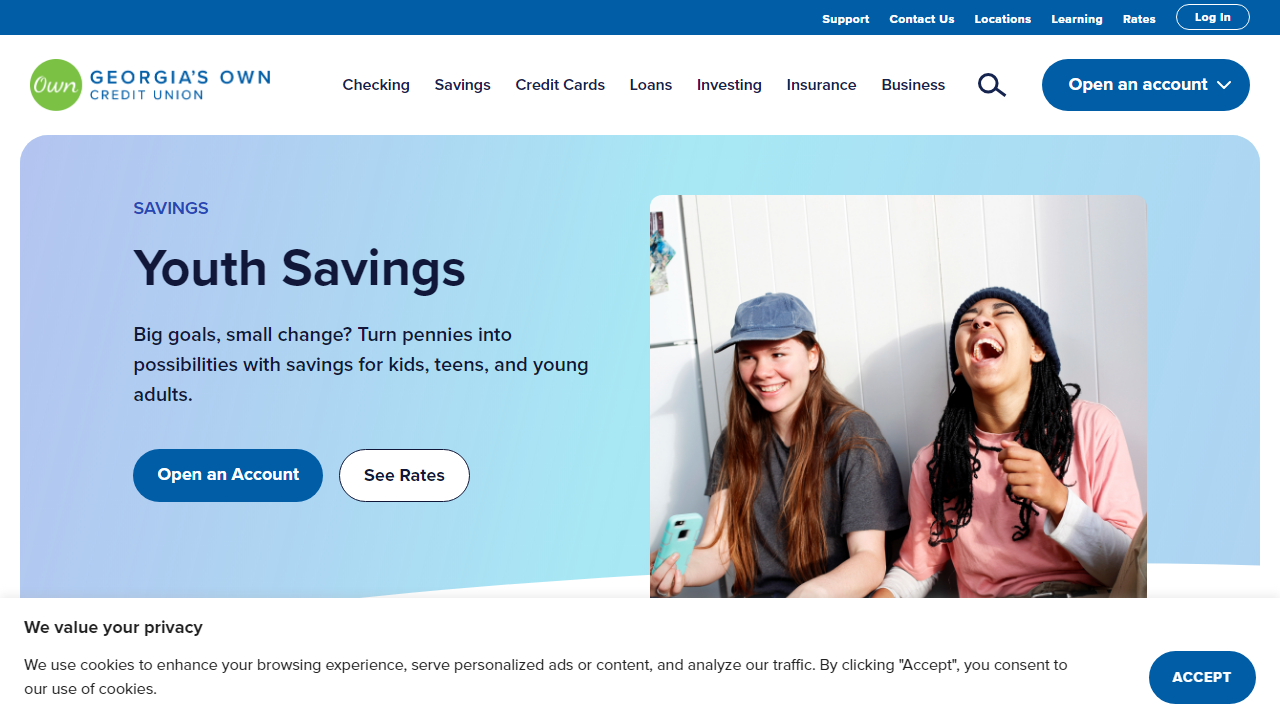 Support Contact Us Locations Learning Rates Log In
Own GEORGIA'S OWN
CREDIT UNION
Checking Savings Credit Cards Loans Investing Insurance Business Open an account
SAVINGS
Youth Savings
Big goals, small change? Turn pennies into
possibilities with savings for kids, teens, and young
adults.
Open an Account See Rates
We value your privacy
We use cookies to enhance your browsing experience, serve personalized ads or content, and analyze our traffic. By clicking "Accept", you consent to
our use of cookies.
ACCEPT